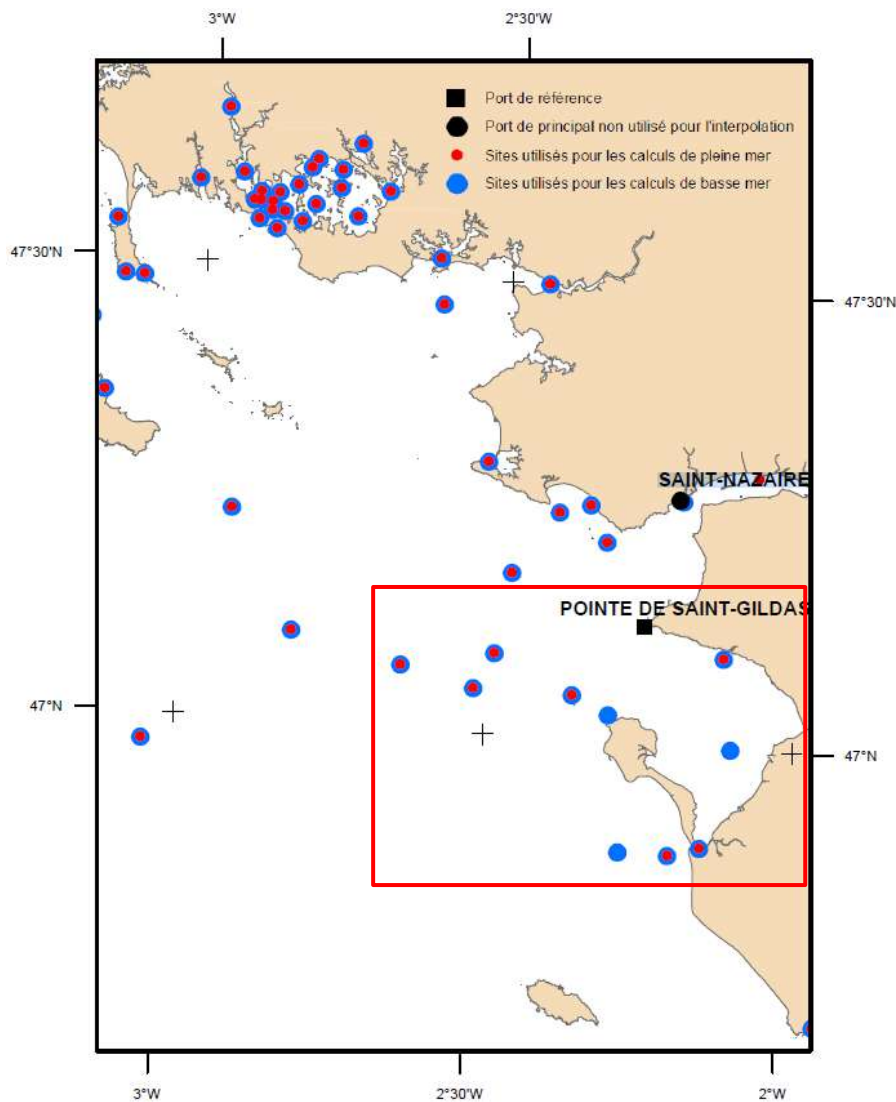 3°W
2°30'W
Port de référence
Port de principal non utilisé pour l'interpolation
Sites utilisés pour les calculs de pleine mer
Sites utilisés pour les calculs de basse mer
47°30'N
47°30'N
SAINT-NAZAIRE
POINTE DE SAINT-GILDAS
47°N
47°N
3°W
2°30'W
2°W